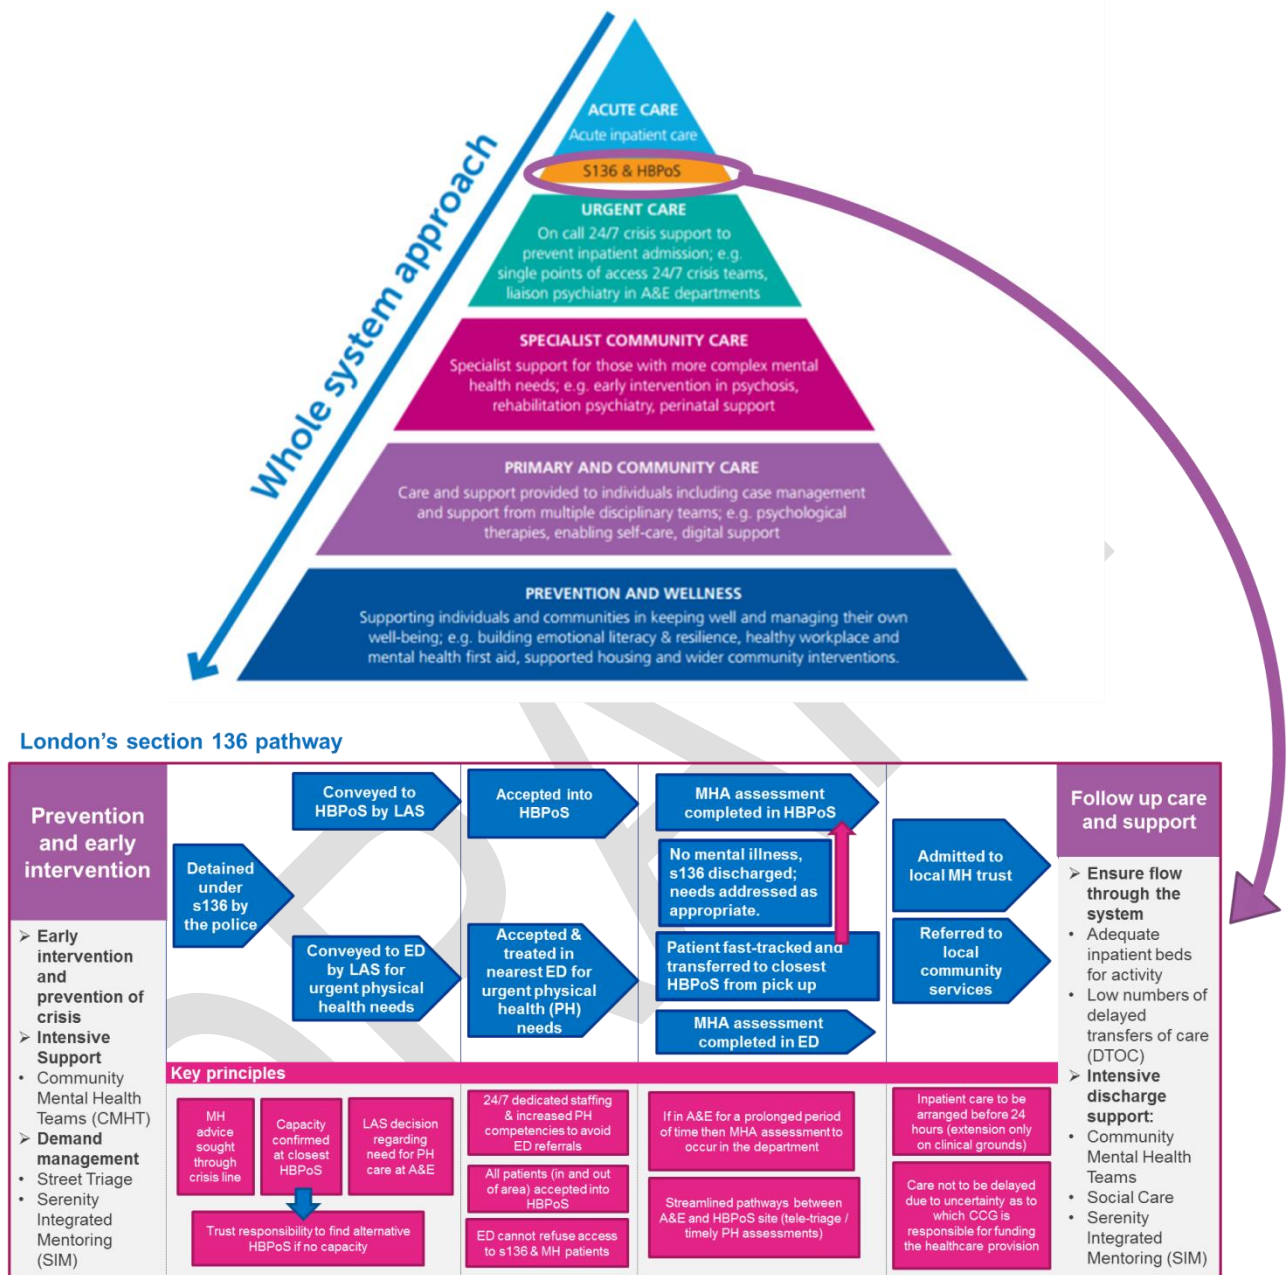 Whole system approach
ACUTE CARE
Acute inpatient care
S136 & HBPoS
URGENT CARE
On call 24/7 crisis support to
prevent inpatient admission; e.g.
single points of access 24/7 crisis teams,
liaison psychiatry in A&E departments
SPECIALIST COMMUNITY CARE
Specialist support for those with more complex mental
health needs; e.g. early intervention in psychosis,
rehabilitation psychiatry, perinatal support
PRIMARY AND COMMUNITY CARE
Care and support provided to individuals including case management
and support from multiple disciplinary teams; e.g. psychological
therapies, enabling self-care, digital support
PREVENTION AND WELLNESS
Supporting individuals and communities in keeping well and managing their own
well-being; e.g. building emotional literacy & resilience, healthy workplace and
mental health first aid, supported housing and wider community interventions.
London's section 136 pathway
Prevention
and early
intervention
➢ Early
intervention
and
prevention of
crisis
➢ Intensive
Support
• Community
Mental Health
Teams (CMHT)
➢ Demand
management
• Street Triage
• Serenity
Integrated
Mentoring
(SIM)
Detained
under
s136 by
the police
Conveyed to
HBPoS by LAS
Conveyed to ED
by LAS for
urgent physical
health needs
Accepted into
HBPoS
Accepted &
treated in
nearest ED for
urgent physical
health (PH)
needs
MHA assessment
completed in HBPoS
No mental illness,
s136 discharged;
needs addressed as
appropriate.
Patient fast-tracked and
transferred to closest
HBPoS from pick up
MHA assessment
completed in ED
Admitted to
local MH trust
Referred to
local
community
services
Key principles
MH
advice
sought
through
crisis line
Capacity
confirmed
at closest
HBPoS
LAS decision
regarding
need for PH
care at A&E
Trust responsibility to find alternative
HBPoS if no capacity
24/7 dedicated staffing
& increased PH
competencies to avoid
ED referrals
All patients (in and out
of area) accepted into
HBPoS
ED cannot refuse access
to s136 & MH patients
If in A&E for a prolonged period
of time then MHA assessment to
occur in the department
Streamlined pathways between
A&E and HBPoS site (tele-triage /
timely PH assessments)
Inpatient care to be
arranged before 24
hours (extension only
on clinical grounds)
Care not to be delayed
due to uncertainty as to
which CCG is
responsible for funding
the healthcare provision
Follow up care
and support
➢ Ensure flow
through the
system
• Adequate
inpatient beds
for activity
• Low numbers of
delayed
transfers of care
(DTOC)
➢ Intensive
discharge
support:
• Community
Mental Health
Teams
• Social Care
• Serenity
Integrated
Mentoring (SIM)
DRAFT